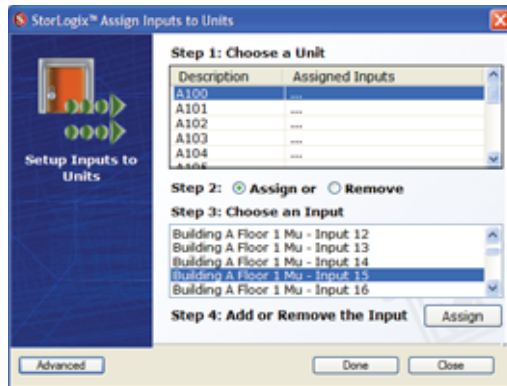 StorLogix™ Assign Inputs to Units
Step 1: Choose a Unit
Description Assigned Inputs
A100 ...
A101 ...
A102 ...
A103 ...
A104 ...
A105
Setup Inputs to
Units
Step 2: Assign or Remove
Step 3: Choose an Input
Building A Floor 1 Mu - Input 12
Building A Floor 1 Mu - Input 13
Building A Floor 1 Mu - Input 14
Building A Floor 1 Mu - Input 15
Building A Floor 1 Mu - Input 16
Step 4: Add or Remove the Input Assign
Advanced Done Close